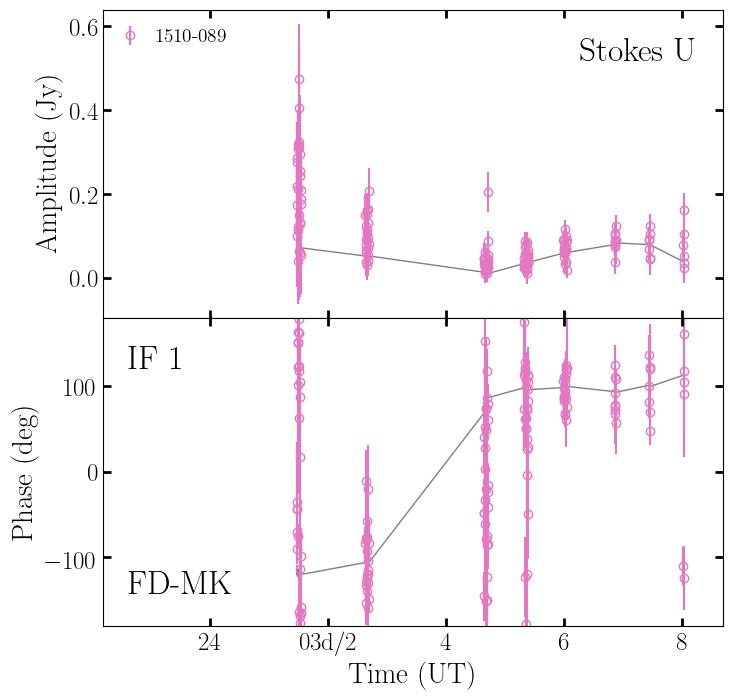 0.6
1510-089
Stokes U
0.4
Amplitude (Jy)
0.2
0.0
IF 1
100
Phase (deg)
0
−100
FD-MK
24
03d/2
4
6
8
Time (UT)